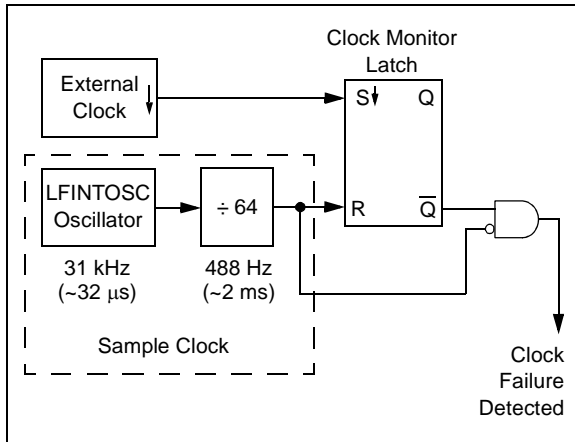 Clock Monitor
Latch
External
Clock
S
Q
LFINTOSC
Oscillator
÷ 64
R
Q̅
31 kHz
(~32 μs)
488 Hz
(~2 ms)
Sample Clock
Clock
Failure
Detected